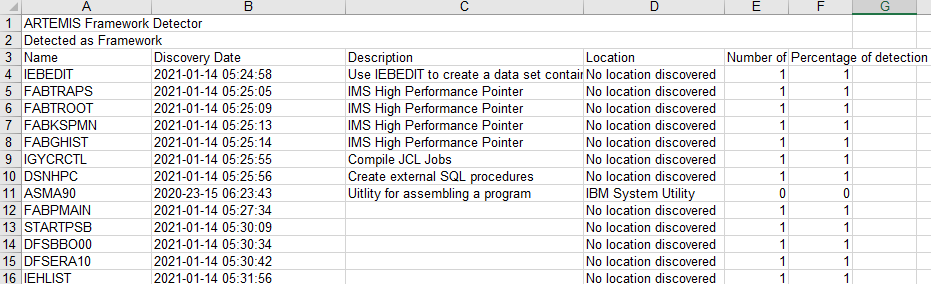 A B C D E F G
1 ARTEMIS Framework Detector
2 Detected as Framework
3 Name Discovery Date Description Location Number of Percentage of detection
4 IEBEDIT 2021-01-14 05:24:58 Use IEBEDIT to create a data set contair No location discovered 1 1
5 FABTRAPS 2021-01-14 05:25:05 IMS High Performance Pointer No location discovered 1 1
6 FABTROOT 2021-01-14 05:25:09 IMS High Performance Pointer No location discovered 1 1
7 FABKSPMN 2021-01-14 05:25:13 IMS High Performance Pointer No location discovered 1 1
8 FABGHIST 2021-01-14 05:25:14 IMS High Performance Pointer No location discovered 1 1
9 IGYCRCTL 2021-01-14 05:25:55 Compile JCL Jobs No location discovered 1 1
10 DSNHPC 2021-01-14 05:25:56 Create external SQL procedures No location discovered 1 1
11 ASMA90 2020-23-15 06:23:43 Uitlity for assembling a program IBM System Utility 0 0
12 FABPMAIN 2021-01-14 05:27:34 No location discovered 1 1
13 STARTPSB 2021-01-14 05:30:09 No location discovered 1 1
14 DFSBBO00 2021-01-14 05:30:34 No location discovered 1 1
15 DFSERA10 2021-01-14 05:30:42 No location discovered 1 1
16 IEHLIST 2021-01-14 05:31:56 No location discovered 1 1